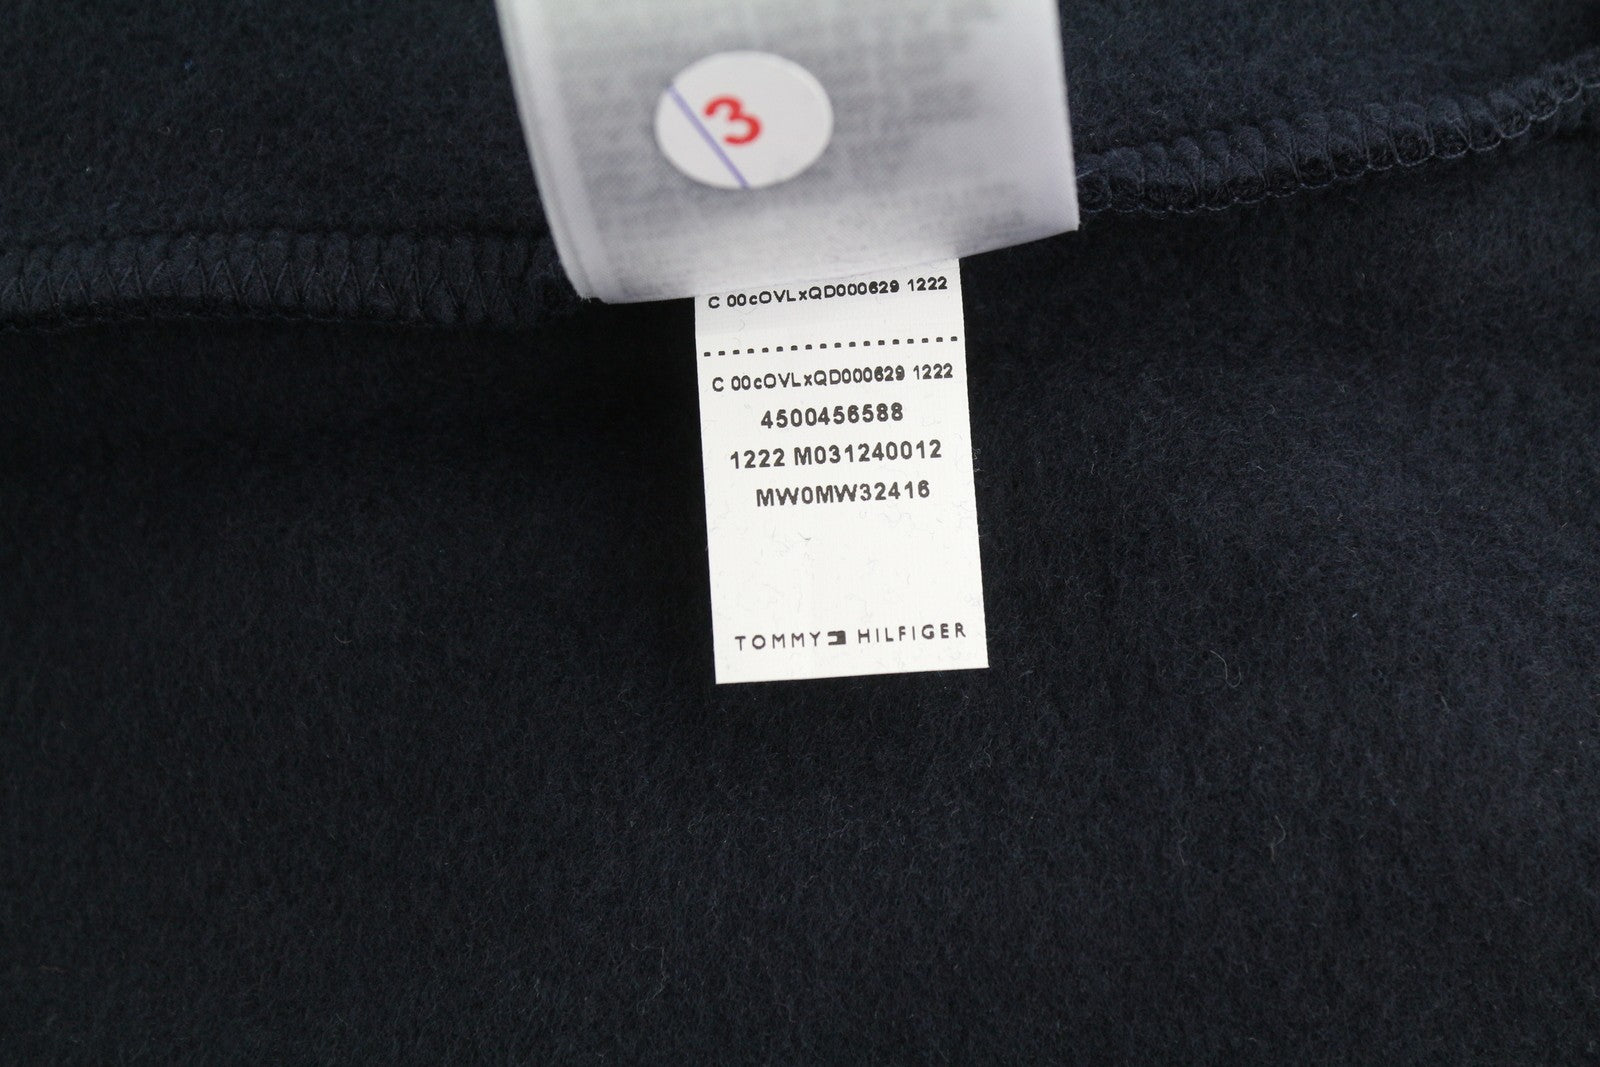 3
C 00cOVLxQD000629 1222
C 00cOVLxQD000629 1222
4500456588
1222 M031240012
MW0MW32416
TOMMY HILFIGER